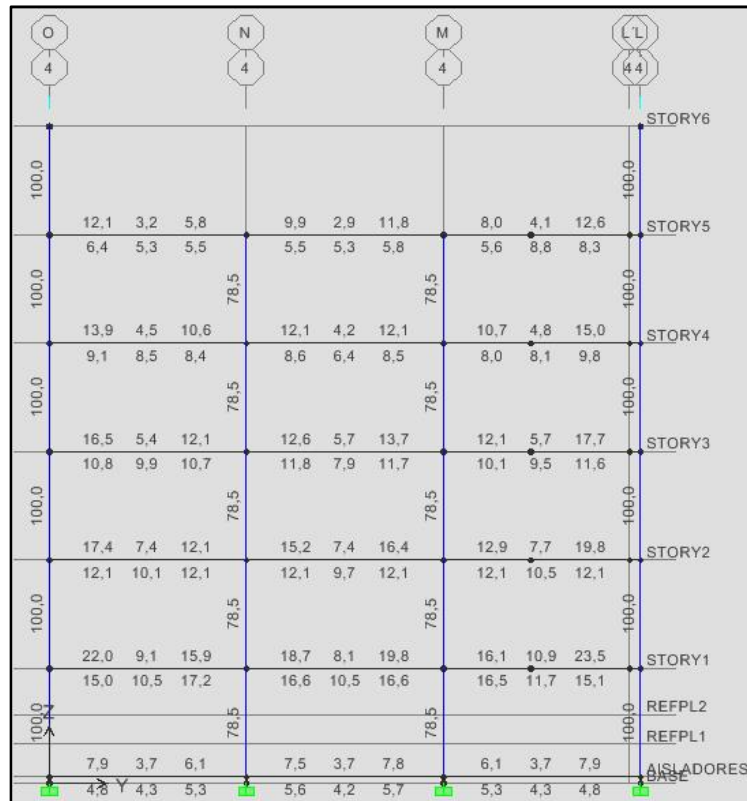 O N M L' L
4 4 4 4 4
STORY6
100,0 100,0
12,1 3,2 5,8 9,9 2,9 11,8 8,0 4,1 12,6 STORY5
6,4 5,3 5,5 5,5 5,3 5,8 5,6 8,8 8,3
100,0 78,5 78,5 100,0
13,9 4,5 10,6 12,1 4,2 12,1 10,7 4,8 15,0 STORY4
9,1 8,5 8,4 8,6 6,4 8,5 8,0 8,1 9,8
100,0 78,5 78,5 100,0
16,5 5,4 12,1 12,6 5,7 13,7 12,1 5,7 17,7 STORY3
10,8 9,9 10,7 11,8 7,9 11,7 10,1 9,5 11,6
100,0 78,5 78,5 100,0
17,4 7,4 12,1 15,2 7,4 16,4 12,9 7,7 19,8 STORY2
12,1 10,1 12,1 12,1 9,7 12,1 12,1 10,5 12,1
100,0 78,5 78,5 100,0
22,0 9,1 15,9 18,7 8,1 19,8 16,1 10,9 23,5 STORY1
15,0 10,5 17,2 16,6 10,5 16,6 16,5 11,7 15,1
REFPL2
Z
100,0 78,5 78,5 100,0
REFPL1
7,9 3,7 6,1 7,5 3,7 7,8 6,1 3,7 7,9 AISLADORES
Y BASE
4,8 4,3 5,3 5,6 4,2 5,7 5,3 4,3 4,8